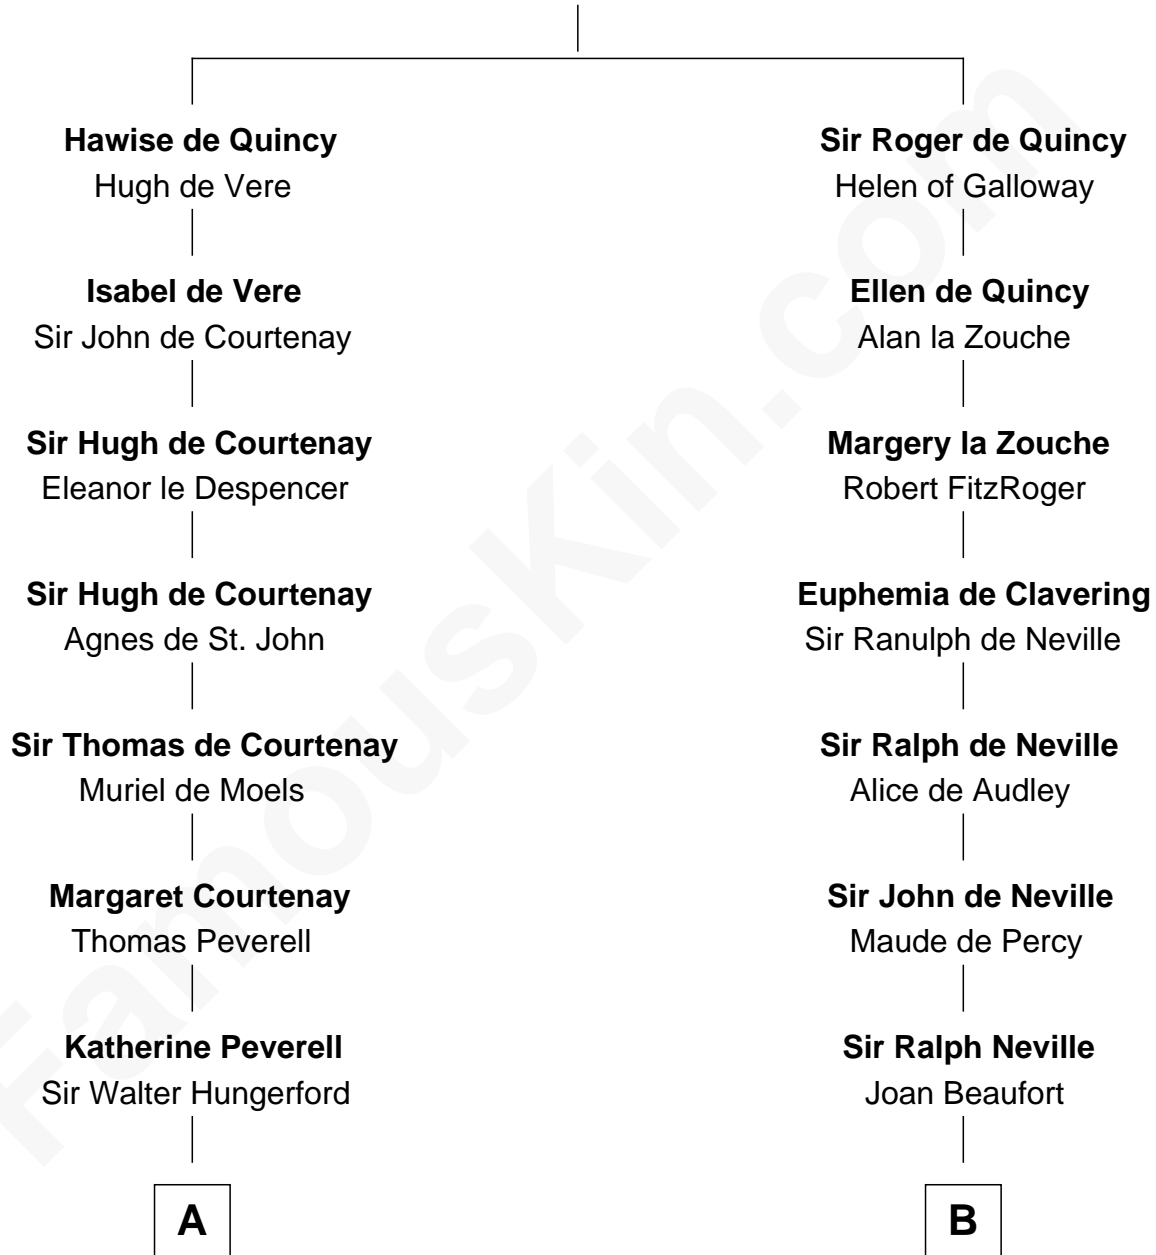 Hawise de Quincy
Hugh de Vere
Isabel de Vere
Sir John de Courtenay
Sir Hugh de Courtenay
Eleanor le Despencer
Sir Hugh de Courtenay
Agnes de St. John
Sir Thomas de Courtenay
Muriel de Moels
Margaret Courtenay
Thomas Peverell
Katherine Peverell
Sir Walter Hungerford
A
Sir Roger de Quincy
Helen of Galloway
Ellen de Quincy
Alan la Zouche
Margery la Zouche
Robert FitzRoger
Euphemia de Clavering
Sir Ranulph de Neville
Sir Ralph de Neville
Alice de Audley
Sir John de Neville
Maude de Percy
Sir Ralph Neville
Joan Beaufort
B
FamousKin.com